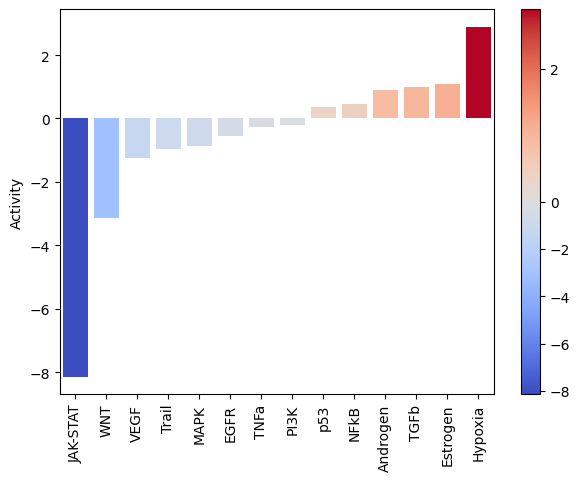 Activity
2
0
−2
−4
−6
−8
JAK-STAT
WNT
VEGF
Trail
MAPK
EGFR
TNFa
PI3K
p53
NFkB
Androgen
TGFb
Estrogen
Hypoxia
2
0
−2
−4
−6
−8